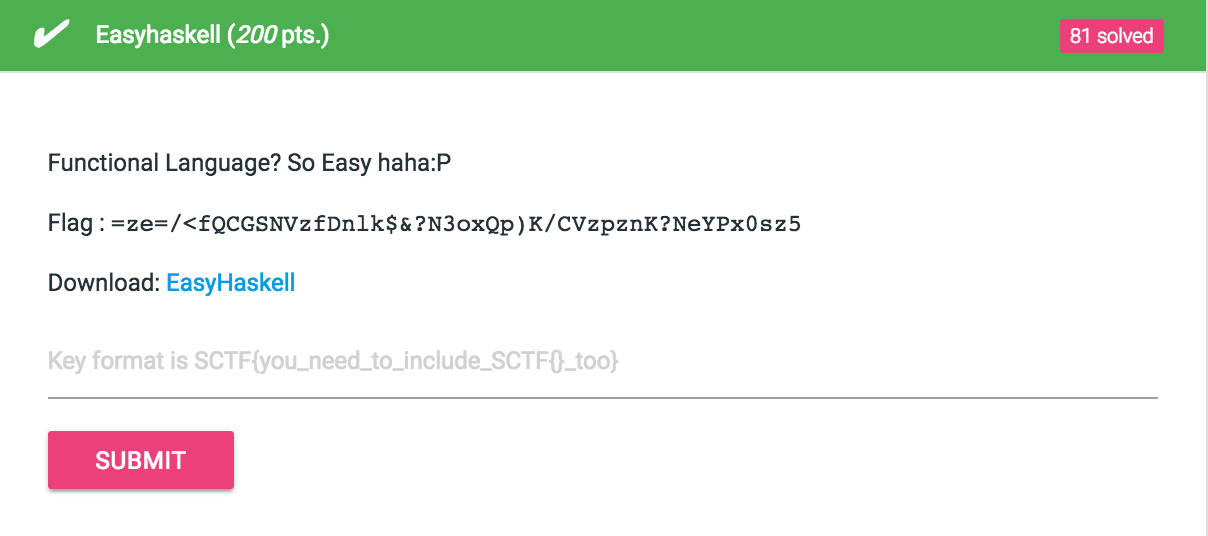 Easyhaskell (200 pts.)
81 solved
Functional Language? So Easy haha:P
Flag : =ze=/<fQCGSNVzfDnlk$&?N3oxQp)K/CVzpznK?NeYPx0sz5
Download: EasyHaskell
Key format is SCTF{you_need_to_include_SCTF{}_too}
SUBMIT